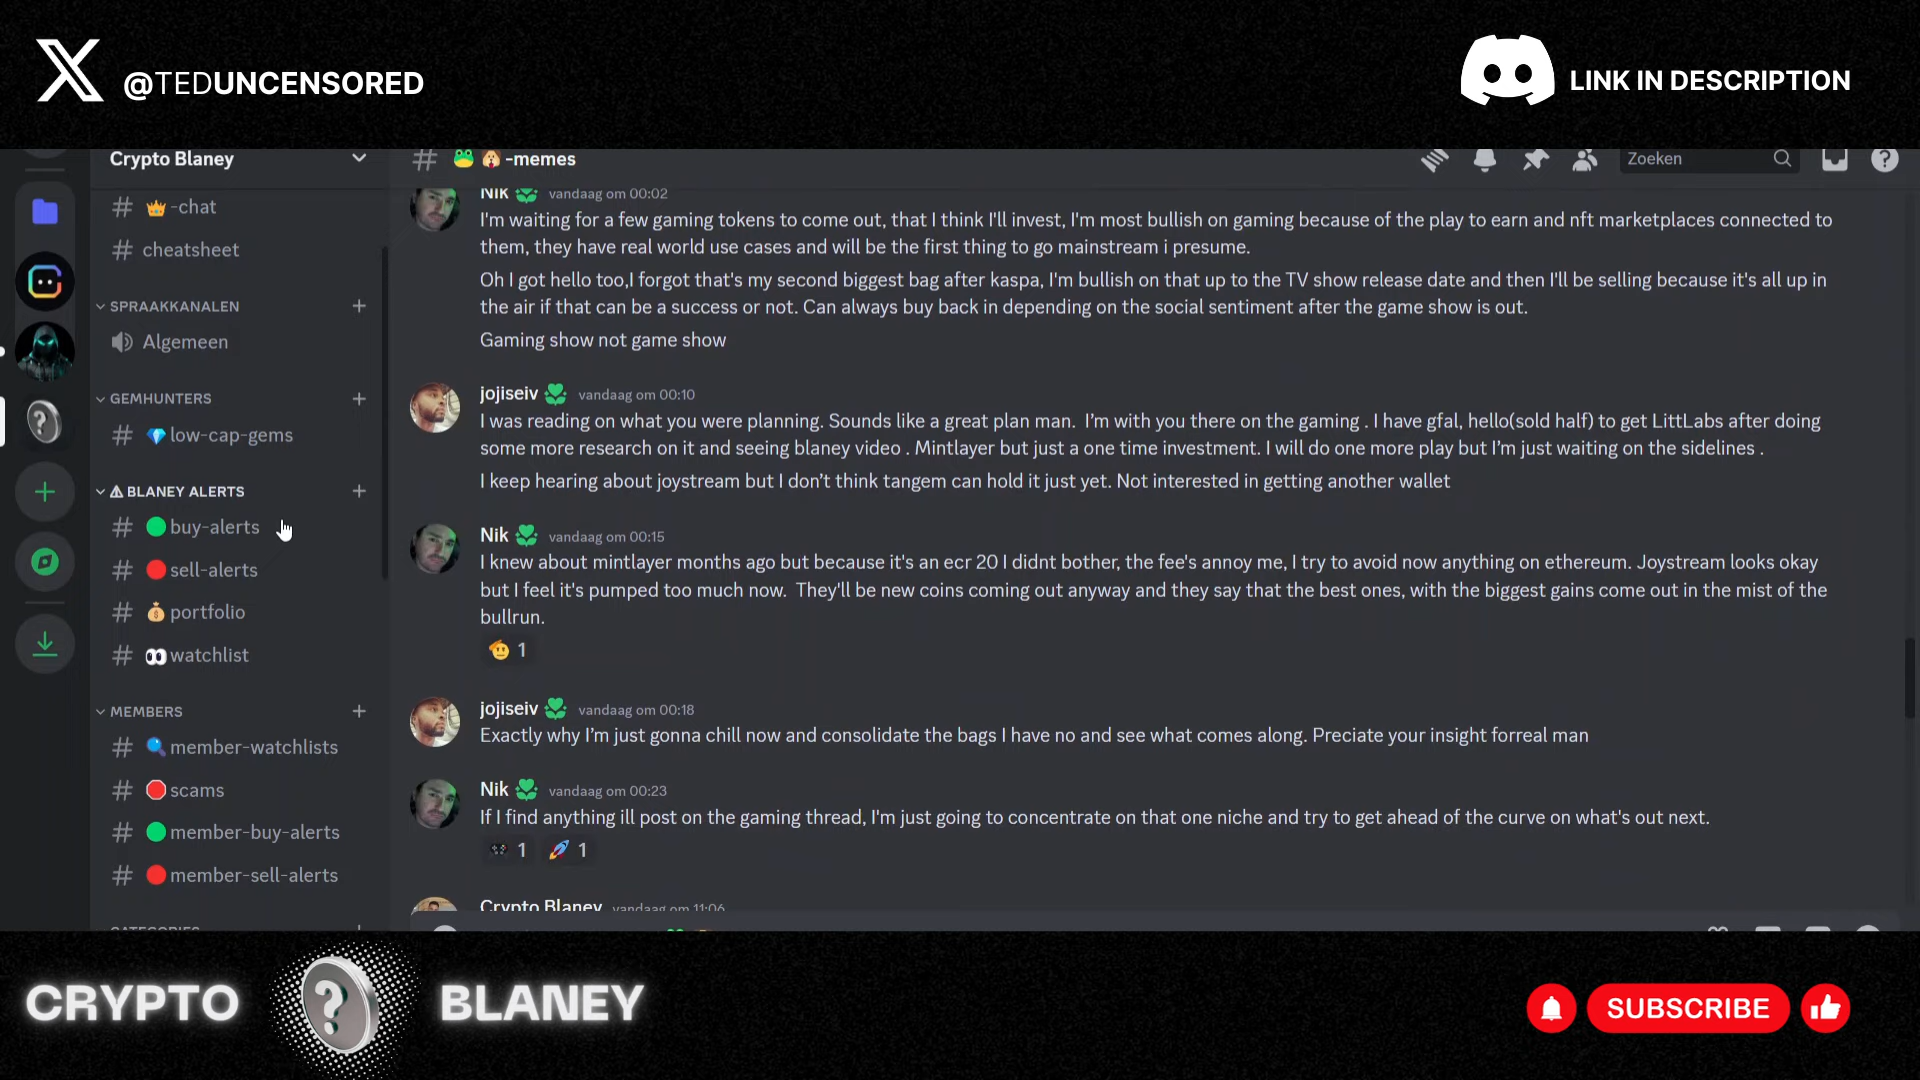 @TEDUNCENSORED
LINK IN DESCRIPTION
Crypto Blaney
-chat
cheatsheet
SPRAAKKANALEN
Algemeen
GEMHUNTERS
low-cap-gems
BLANEY ALERTS
buy-alerts
sell-alerts
portfolio
watchlist
MEMBERS
member-watchlists
scams
member-buy-alerts
member-sell-alerts
CATEGORIES
-memes
Zoeken
Nik vandaag om 00:02
I'm waiting for a few gaming tokens to come out, that I think I'll invest, I'm most bullish on gaming because of the play to earn and nft marketplaces connected to
them, they have real world use cases and will be the first thing to go mainstream i presume.
Oh I got hello too,I forgot that's my second biggest bag after kaspa, I'm bullish on that up to the TV show release date and then I'll be selling because it's all up in
the air if that can be a success or not. Can always buy back in depending on the social sentiment after the game show is out.
Gaming show not game show
jojiseiv vandaag om 00:10
I was reading on what you were planning. Sounds like a great plan man. I'm with you there on the gaming . I have gfal, hello(sold half) to get LittLabs after doing
some more research on it and seeing blaney video . Mintlayer but just a one time investment. I will do one more play but I'm just waiting on the sidelines .
I keep hearing about joystream but I don't think tangem can hold it just yet. Not interested in getting another wallet
Nik vandaag om 00:15
I knew about mintlayer months ago but because it's an ecr 20 I didnt bother, the fee's annoy me, I try to avoid now anything on ethereum. Joystream looks okay
but I feel it's pumped too much now. They'll be new coins coming out anyway and they say that the best ones, with the biggest gains come out in the mist of the
bullrun.
1
jojiseiv vandaag om 00:18
Exactly why I'm just gonna chill now and consolidate the bags I have no and see what comes along. Preciate your insight forreal man
Nik vandaag om 00:23
If I find anything ill post on the gaming thread, I'm just going to concentrate on that one niche and try to get ahead of the curve on what's out next.
1 1
Crypto Blaney vandaag om 11:06
CRYPTO ? BLANEY
SUBSCRIBE